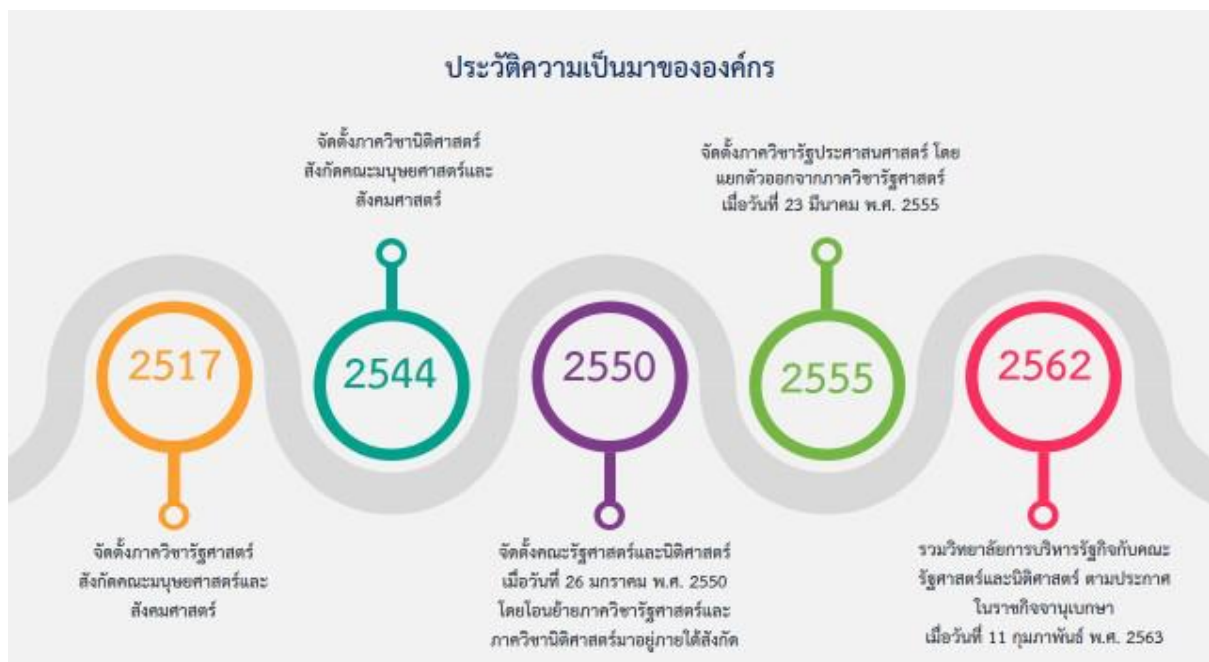 ประวัติความเป็นมาขององค์กร
จัดตั้งภาควิชานิติศาสตร์
สังกัดคณะมนุษยศาสตร์และ
สังคมศาสตร์
จัดตั้งภาควิชารัฐประศาสนศาสตร์ โดย
แยกตัวออกจากภาควิชารัฐศาสตร์
เมื่อวันที่ 23 มีนาคม พ.ศ. 2555
2517
2544
2550
2555
2562
จัดตั้งภาควิชารัฐศาสตร์
สังกัดคณะมนุษยศาสตร์และ
สังคมศาสตร์
จัดตั้งคณะรัฐศาสตร์และนิติศาสตร์
เมื่อวันที่ 26 มกราคม พ.ศ. 2550
โดยโอนย้ายภาควิชารัฐศาสตร์และ
ภาควิชานิติศาสตร์มาอยู่ภายใต้สังกัด
รวมวิทยาลัยการบริหารรัฐกิจกับคณะ
รัฐศาสตร์และนิติศาสตร์ ตามประกาศ
ในราชกิจจานุเบกษา
เมื่อวันที่ 11 กุมภาพันธ์ พ.ศ. 2563